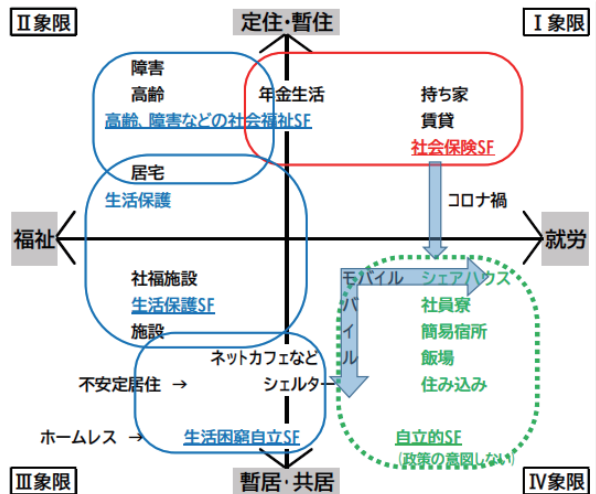 Ⅱ象限
定住・暫住
Ⅰ象限
障害
高齢
年金生活
持ち家
高齢、障害などの社会福祉SF
賃貸
社会保険SF
居宅
生活保護
コロナ禍
福祉
就労
社福施設
モバイル
シェアハウス
生活保護SF
バ
社員寮
施設
イ
簡易宿所
ネットカフェなど
ル
飯場
不安定居住 →
シェルター
住み込み
ホームレス →
生活困窮自立SF
自立的SF
(政策の意図しない)
Ⅲ象限
暫居・共居
Ⅳ象限